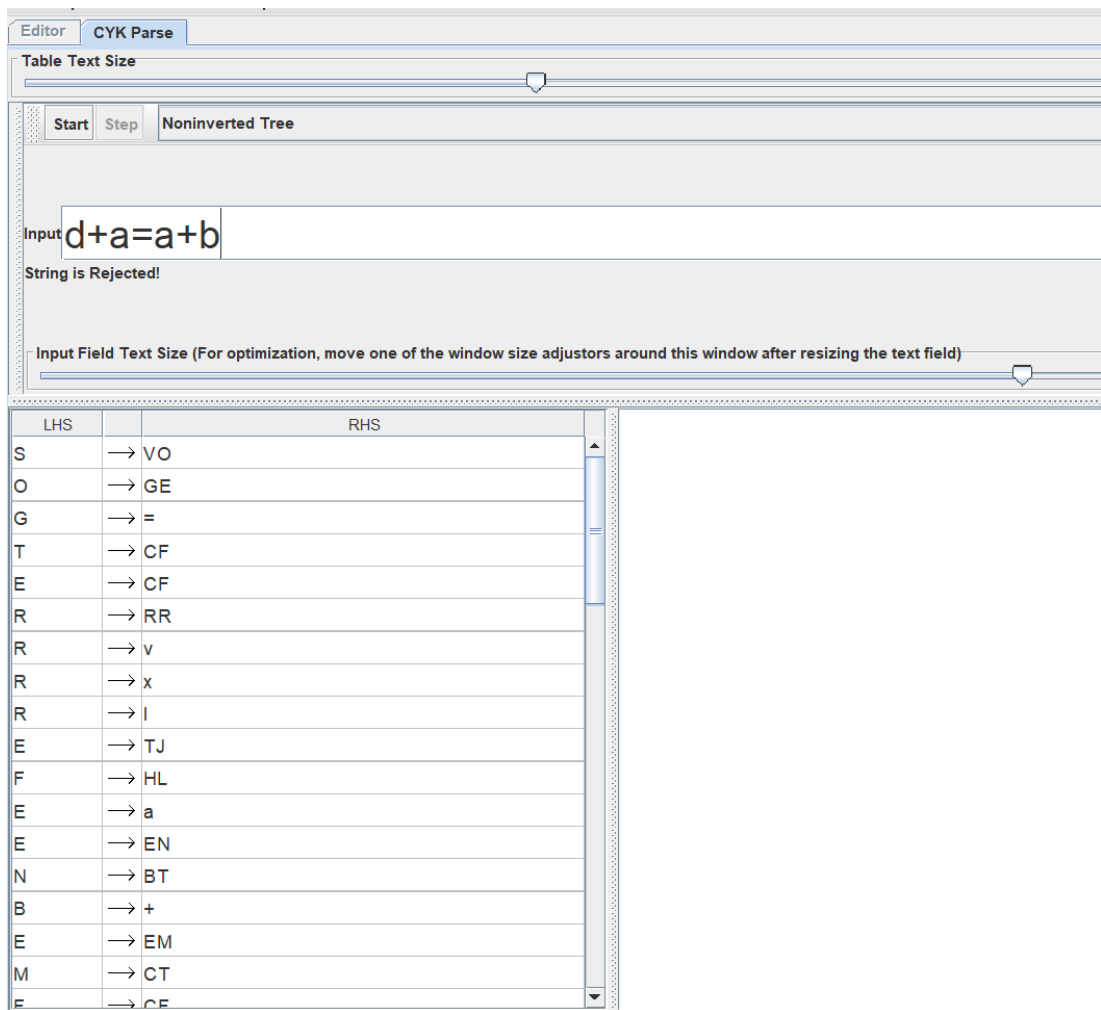 Editor CYK Parse
Table Text Size
Start Step Noninverted Tree
Input d+a=a+b
String is Rejected!
Input Field Text Size (For optimization, move one of the window size adjustors around this window after resizing the text field)
LHS RHS
S → VO
O → GE
G → =
T → CF
E → CF
R → RR
R → v
R → x
R → l
E → TJ
F → HL
E → a
E → EN
N → BT
B → +
E → EM
M → CT